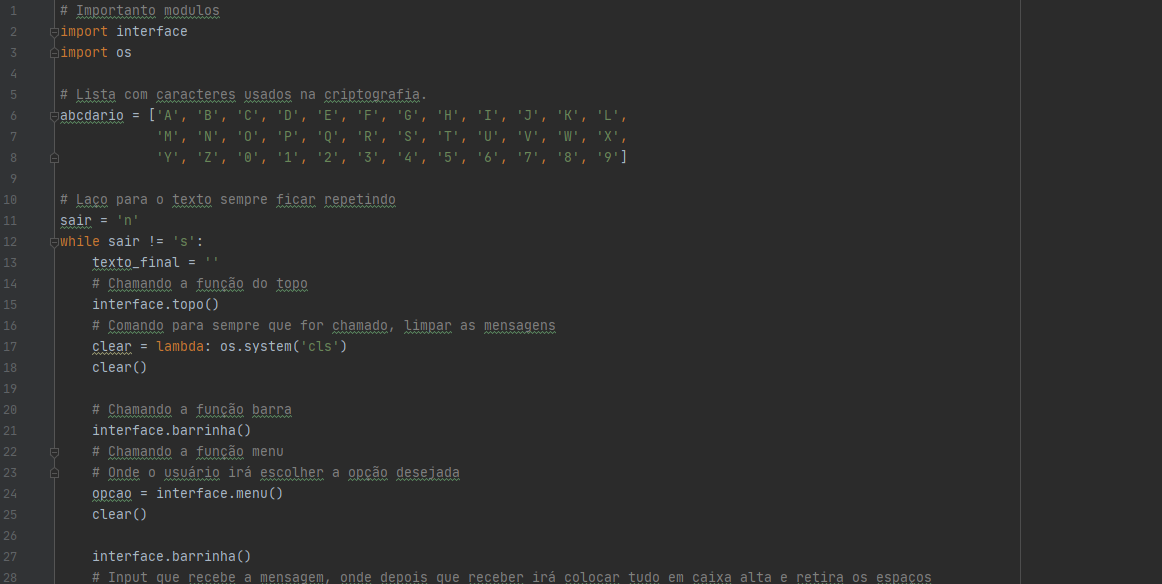 1 # Importanto modulos
2 import interface
3 import os
4
5 # Lista com caracteres usados na criptografia.
6 abcdario = ['A', 'B', 'C', 'D', 'E', 'F', 'G', 'H', 'I', 'J', 'K', 'L',
7             'M', 'N', 'O', 'P', 'Q', 'R', 'S', 'T', 'U', 'V', 'W', 'X',
8             'Y', 'Z', '0', '1', '2', '3', '4', '5', '6', '7', '8', '9']
9
10 # Laço para o texto sempre ficar repetindo
11 sair = 'n'
12 while sair != 's':
13     texto_final = ''
14     # Chamando a função do topo
15     interface.topo()
16     # Comando para sempre que for chamado, limpar as mensagens
17     clear = lambda: os.system('cls')
18     clear()
19
20     # Chamando a função barra
21     interface.barrinha()
22     # Chamando a função menu
23     # Onde o usuário irá escolher a opção desejada
24     opcao = interface.menu()
25     clear()
26
27     interface.barrinha()
28     # Input que recebe a mensagem, onde depois que receber irá colocar tudo em caixa alta e retira os espaços